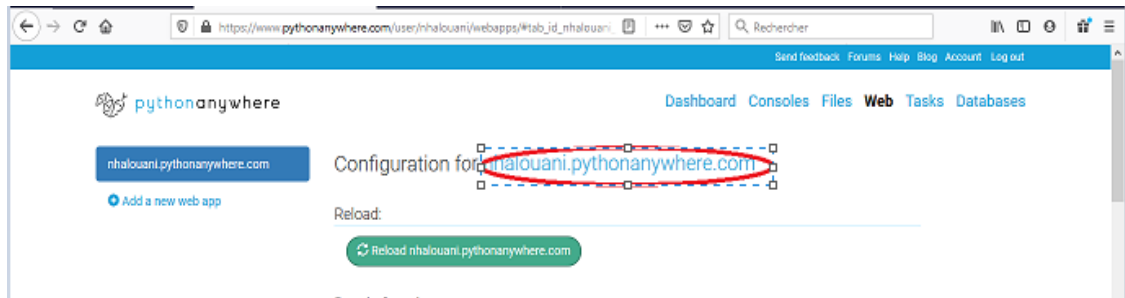 https://www.pythonanywhere.com/user/nhalouani/webapps/#tab_id_nhalouani_
Rechercher
Send feedback Forums Help Blog Account Log out
pythonanywhere
Dashboard Consoles Files Web Tasks Databases
nhalouani.pythonanywhere.com
Configuration for nhalouani.pythonanywhere.com
Add a new web app
Reload:
Reload nhalouani.pythonanywhere.com